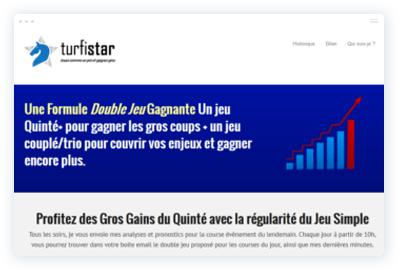 turfistar
Jouez comme un pro et gagnez gros
Historique Bilan Qui suis je ?
Une Formule Double Jeu Gagnante Un jeu
Quinté+ pour gagner les gros coups + un jeu
couplé/trio pour couvrir vos enjeux et gagner
encore plus.
Profitez des Gros Gains du Quinté avec la régularité du Jeu Simple
Tous les soirs, je vous envoie mes analyses et pronostics pour la course évènement du lendemain. Chaque jour à partir de 10h,
vous pourrez trouver dans votre boite email le double jeu proposé pour les courses du jour, ainsi que mes dernières minutes.